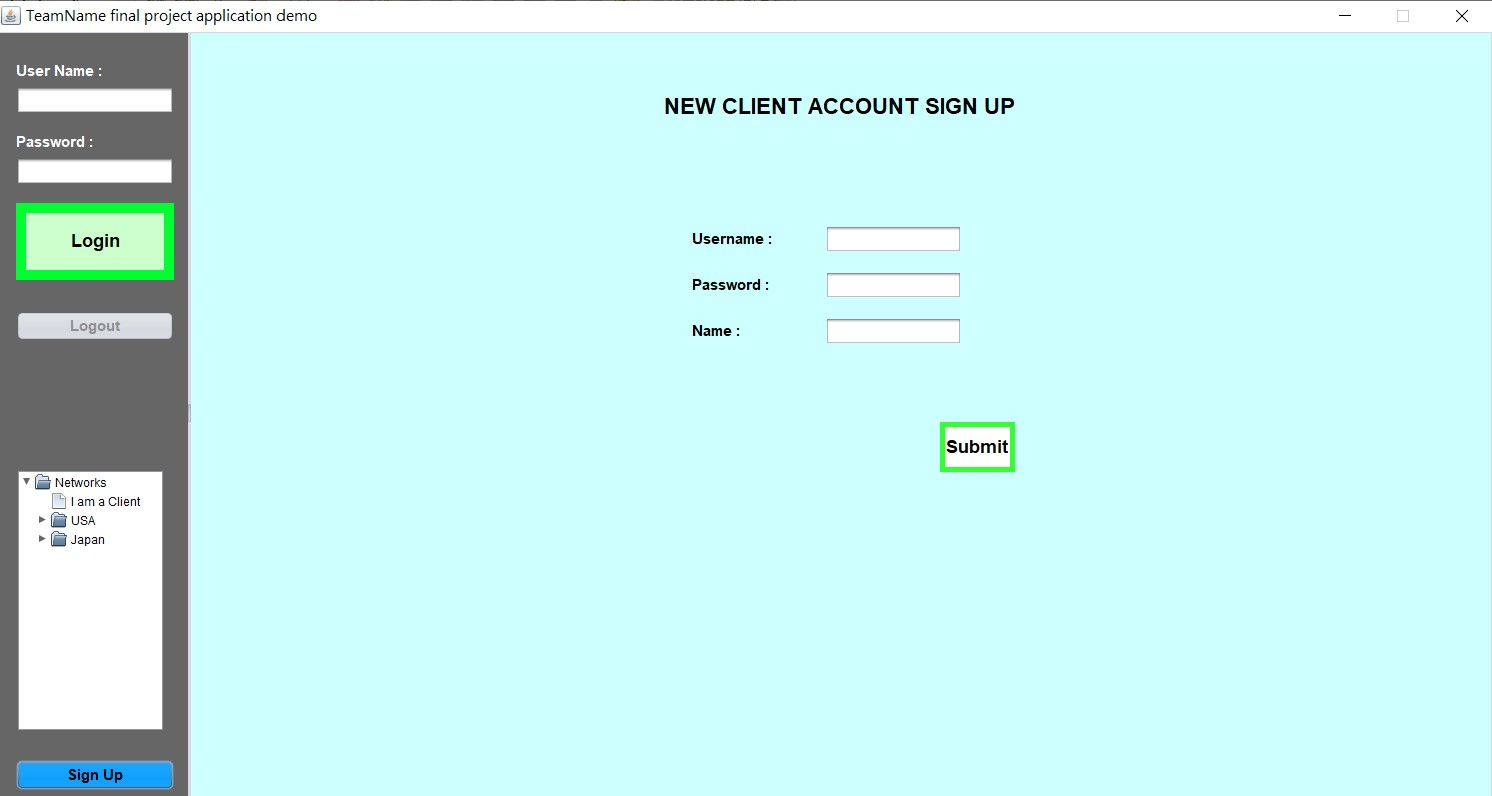 TeamName final project application demo
User Name :
Password :
Login
Logout
Networks
I am a Client
USA
Japan
Sign Up
NEW CLIENT ACCOUNT SIGN UP
Username :
Password :
Name :
Submit